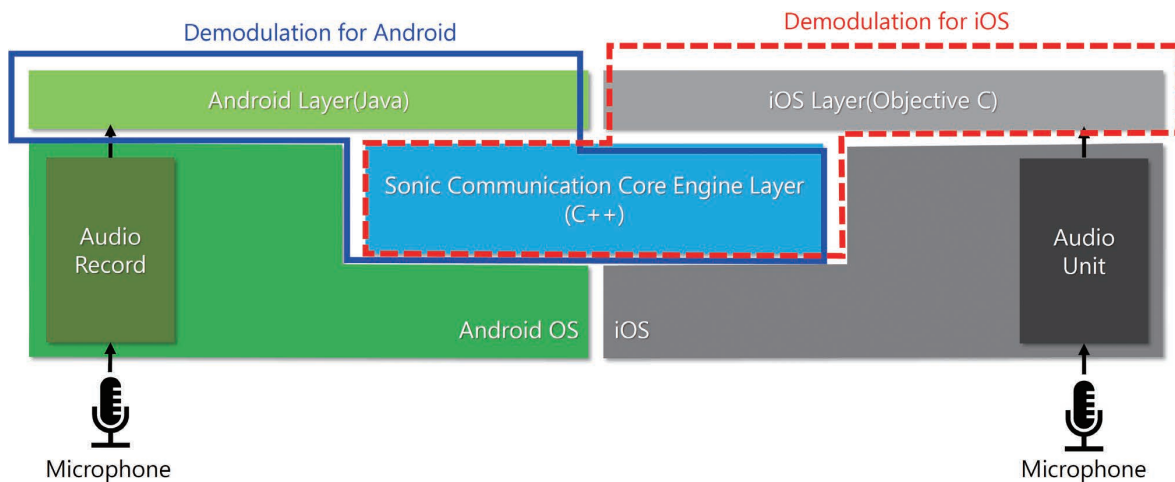 Demodulation for Android
Demodulation for iOS
Android Layer(Java)
iOS Layer(Objective C)
Sonic Communication Core Engine Layer
(C++)
Audio
Record
Audio
Unit
Android OS
iOS
Microphone
Microphone